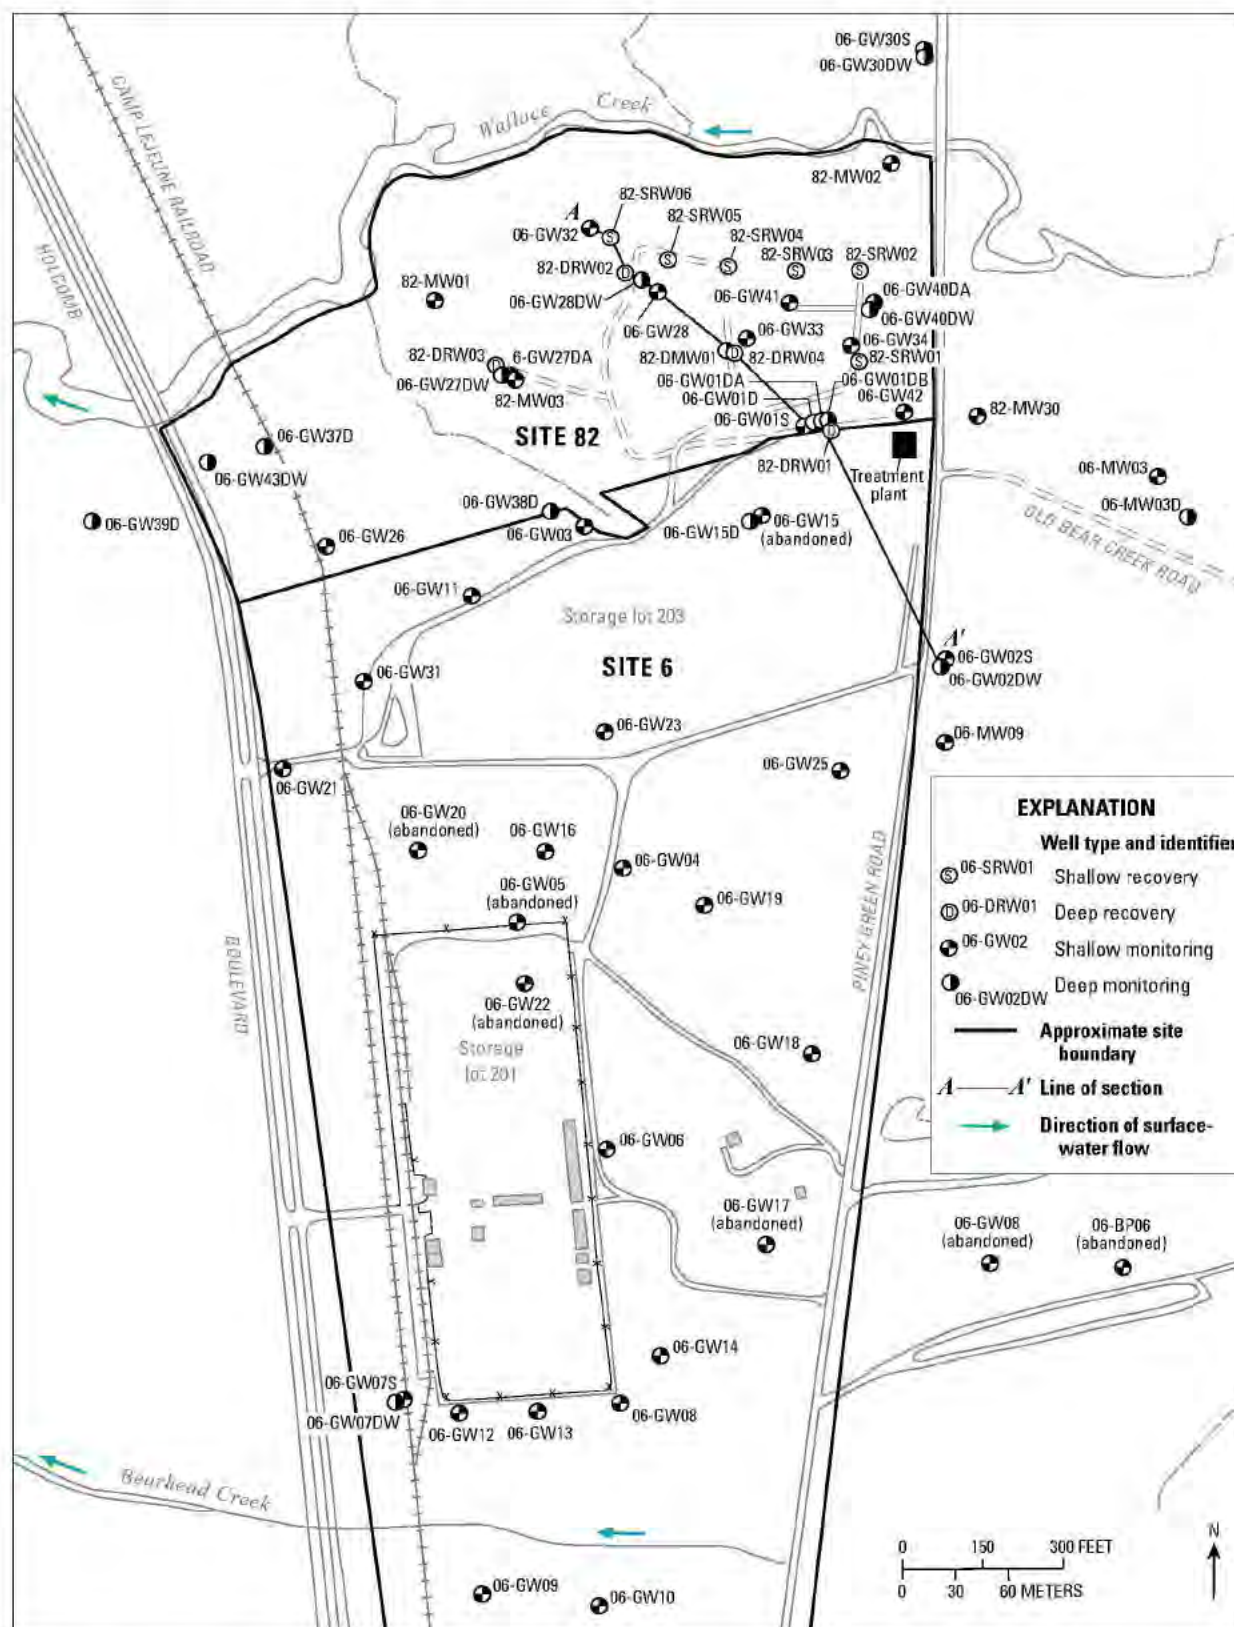 06-GW30S
06-GW30DW
CAMP LEJEUNE RAILROAD
Wallace Creek
82-MW02
82-SRW06
A
06-GW32
82-SRW05
82-SRW04
82-SRW03
82-SRW02
HOLCOMB
82-DRW02
82-MW01
06-GW28DW
06-GW41
06-GW40DA
06-GW40DW
06-GW28
06-GW33
06-GW34
82-DRW03
6-GW27DA
82-DMW01
82-DRW04
82-SRW01
06-GW27DW
06-GW01DA
06-GW01DB
82-MW03
06-GW01D
06-GW42
06-GW01S
82-MW30
SITE 82
06-GW37D
82-DRW01
06-GW43DW
Treatment
plant
06-MW03
06-GW38D
06-MW03D
06-GW39D
06-GW03
06-GW15D
06-GW15
(abandoned)
06-GW26
OLD BEAR CREEK ROAD
06-GW11
Storage lot 203
A'
SITE 6
06-GW02S
06-GW02DW
06-GW31
06-GW23
06-MW09
06-GW21
06-GW25
06-GW20
(abandoned)
06-GW16
06-GW04
06-GW05
(abandoned)
06-GW19
BOULEVARD
PINEY GREEN ROAD
06-GW22
(abandoned)
Storage
lot 201
06-GW18
EXPLANATION
Well type and identifier
06-SRW01 Shallow recovery
06-DRW01 Deep recovery
06-GW02 Shallow monitoring
06-GW02DW Deep monitoring
Approximate site
boundary
A A' Line of section
Direction of surface-
water flow
06-GW06
06-GW17
(abandoned)
06-GW08
(abandoned)
06-BP06
(abandoned)
06-GW14
06-GW07S
06-GW07DW
06-GW12
06-GW13
06-GW08
Bearhead Creek
0 150 300 FEET
0 30 60 METERS
N
06-GW09
06-GW10